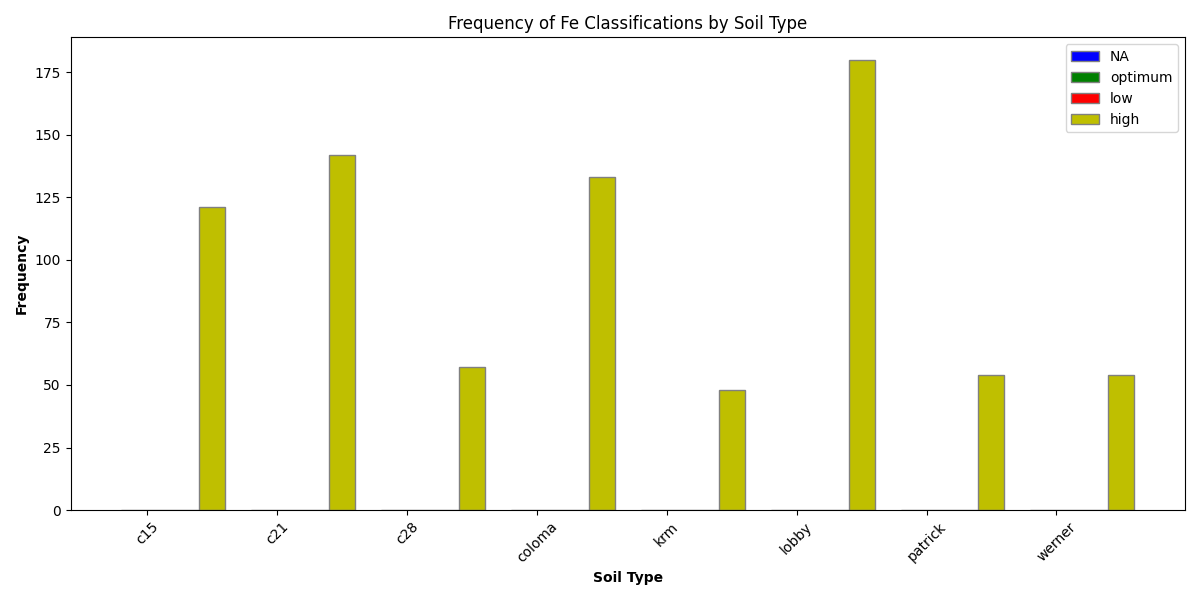 Frequency of Fe Classifications by Soil Type
NA
optimum
low
high
175
150
125
100
75
50
25
0
Frequency
c15
c21
c28
coloma
krm
lobby
patrick
werner
Soil Type